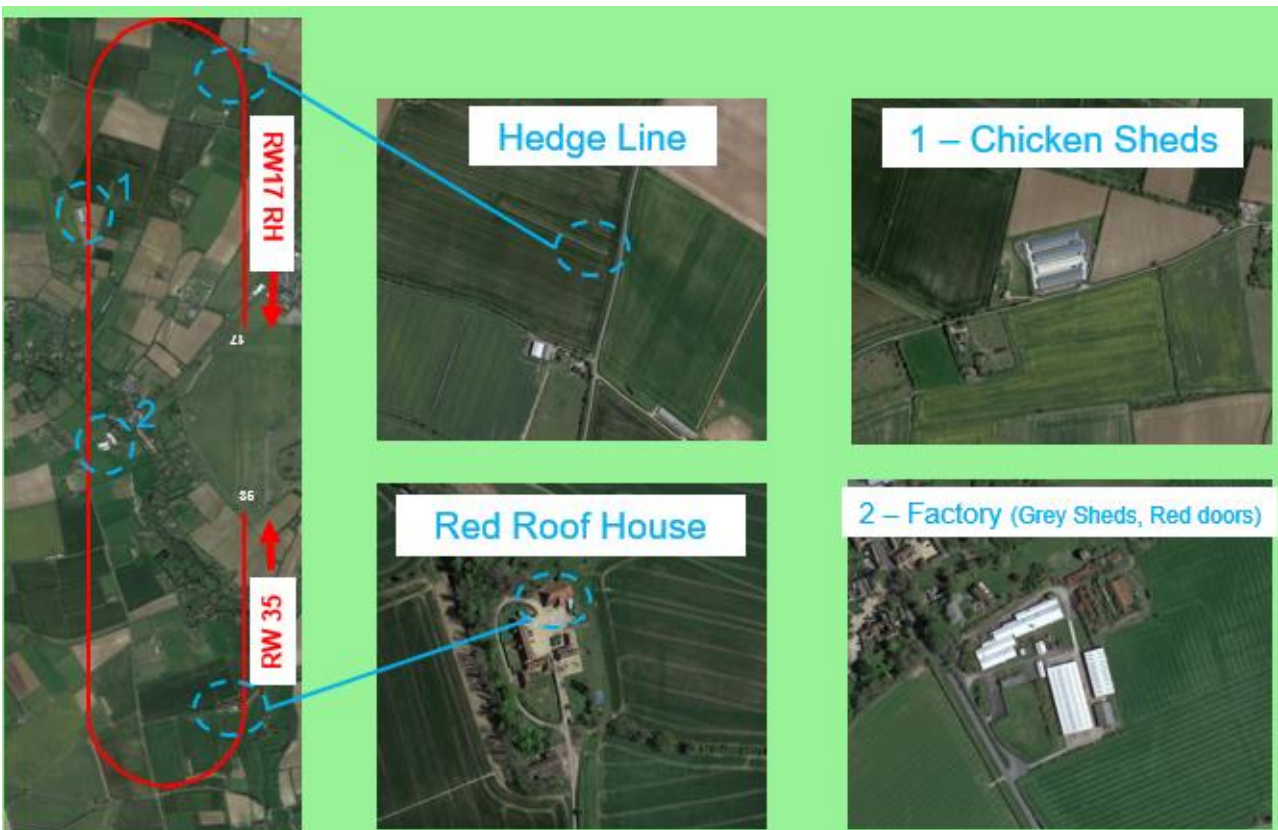 RW17 RH
1
17
2
35
RW 35
Hedge Line
1 – Chicken Sheds
Red Roof House
2 – Factory (Grey Sheds, Red doors)